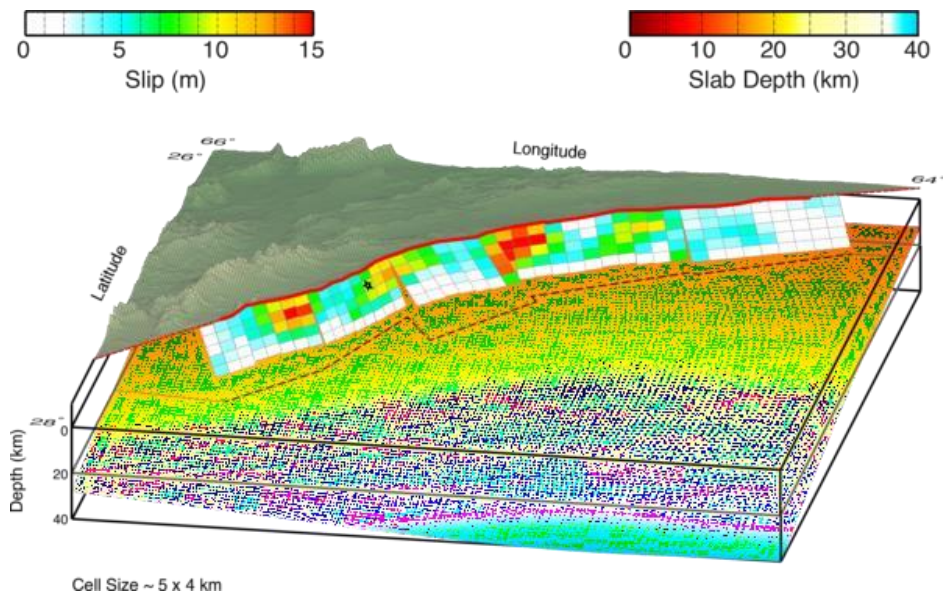 0 5 10 15
Slip (m)
0 10 20 30 40
Slab Depth (km)
66°
26°
Longitude
64°
Latitude
28°
0
20
40
Depth (km)
Cell Size ~ 5 x 4 km